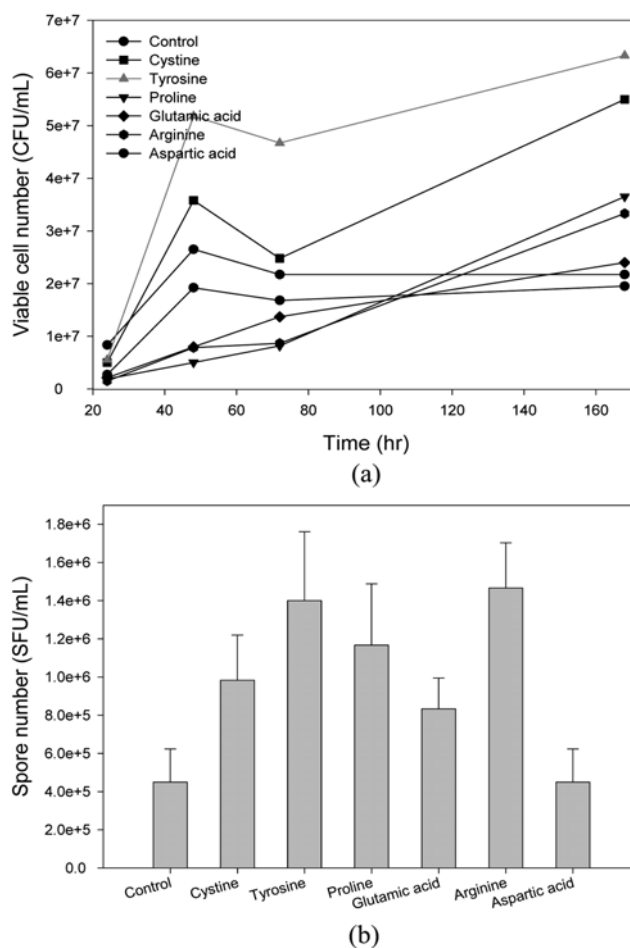 Viable cell number (CFU/mL)
7e+7
6e+7
5e+7
4e+7
3e+7
2e+7
1e+7
0
Control
Cystine
Tyrosine
Proline
Glutamic acid
Arginine
Aspartic acid
20 40 60 80 100 120 140 160
Time (hr)
(a)
Spore number (SFU/mL)
1.8e+6
1.6e+6
1.4e+6
1.2e+6
1.0e+6
8.0e+5
6.0e+5
4.0e+5
2.0e+5
0.0
Control Cystine Tyrosine Proline Glutamic acid Arginine Aspartic acid
(b)